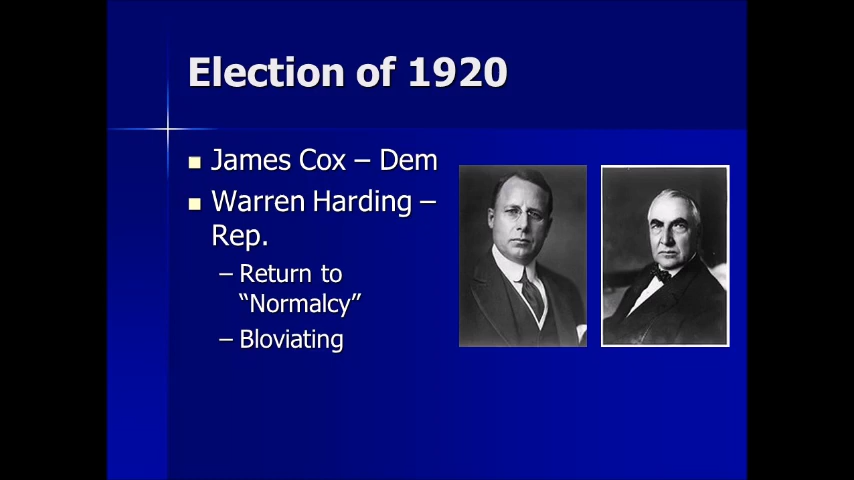 Election of 1920
James Cox – Dem
Warren Harding –
Rep.
– Return to
“Normalcy”
– Bloviating